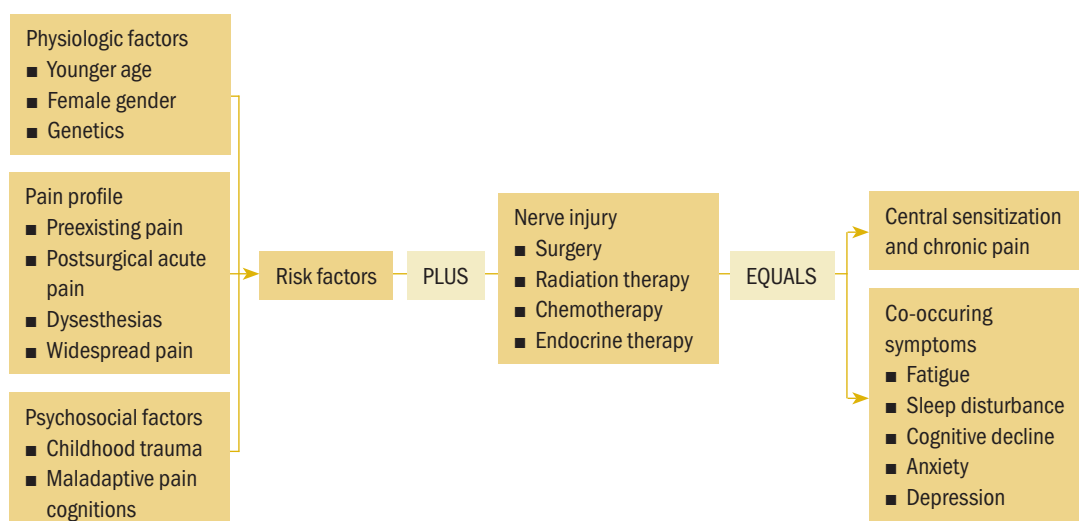 Physiologic factors
■ Younger age
■ Female gender
■ Genetics
Pain profile
■ Preexisting pain
■ Postsurgical acute
pain
■ Dysesthesias
■ Widespread pain
Psychosocial factors
■ Childhood trauma
■ Maladaptive pain
cognitions
Risk factors
PLUS
Nerve injury
■ Surgery
■ Radiation therapy
■ Chemotherapy
■ Endocrine therapy
EQUALS
Central sensitization
and chronic pain
Co-occuring
symptoms
■ Fatigue
■ Sleep disturbance
■ Cognitive decline
■ Anxiety
■ Depression